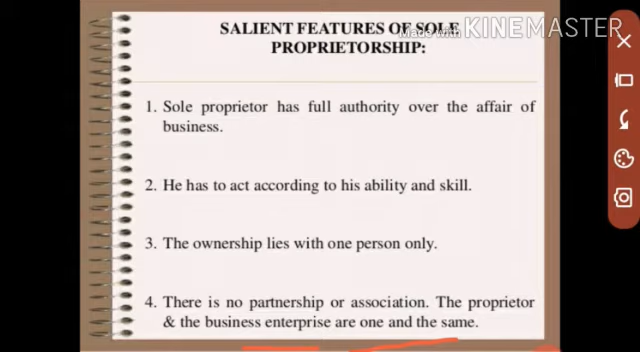 SALIENT FEATURES OF SOLE
Made with KINEMASTER
PROPRIETORSHIP:
1. Sole proprietor has full authority over the affair of
business.
2. He has to act according to his ability and skill.
3. The ownership lies with one person only.
4. There is no partnership or association. The proprietor
& the business enterprise are one and the same.